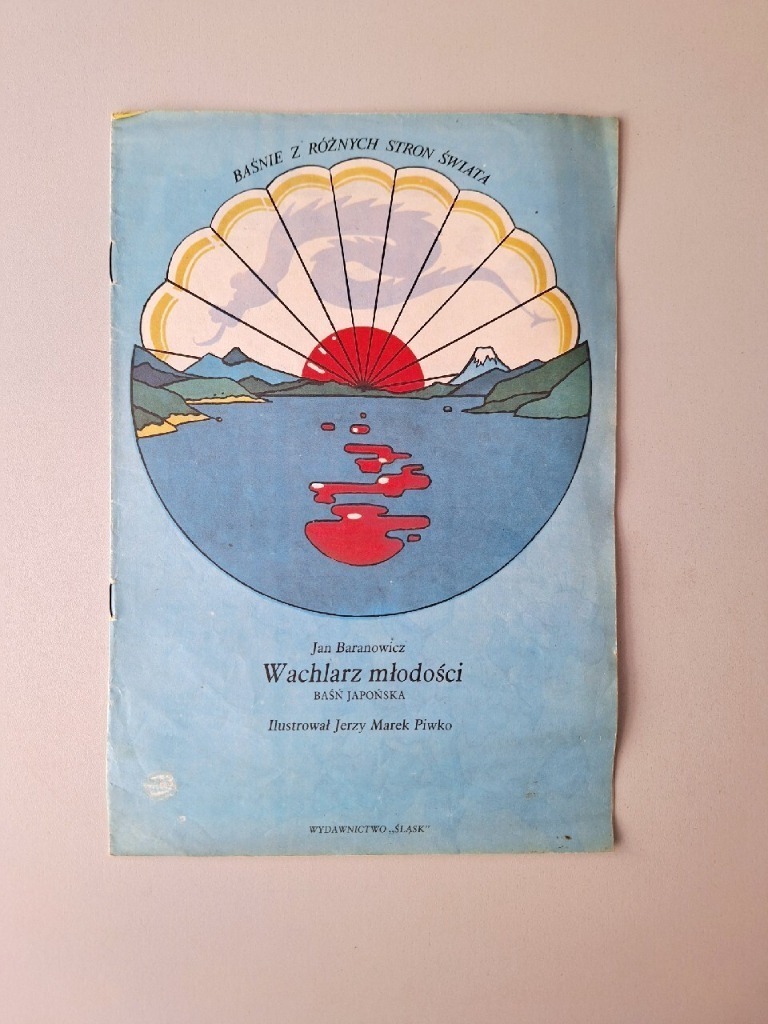 BAŚNIE Z RÓŻNYCH STRON ŚWIATA
Jan Baranowicz
Wachlarz młodości
BAŚŃ JAPOŃSKA
Ilustrował Jerzy Marek Piwko
WYDAWNICTWO „ŚLĄSK"